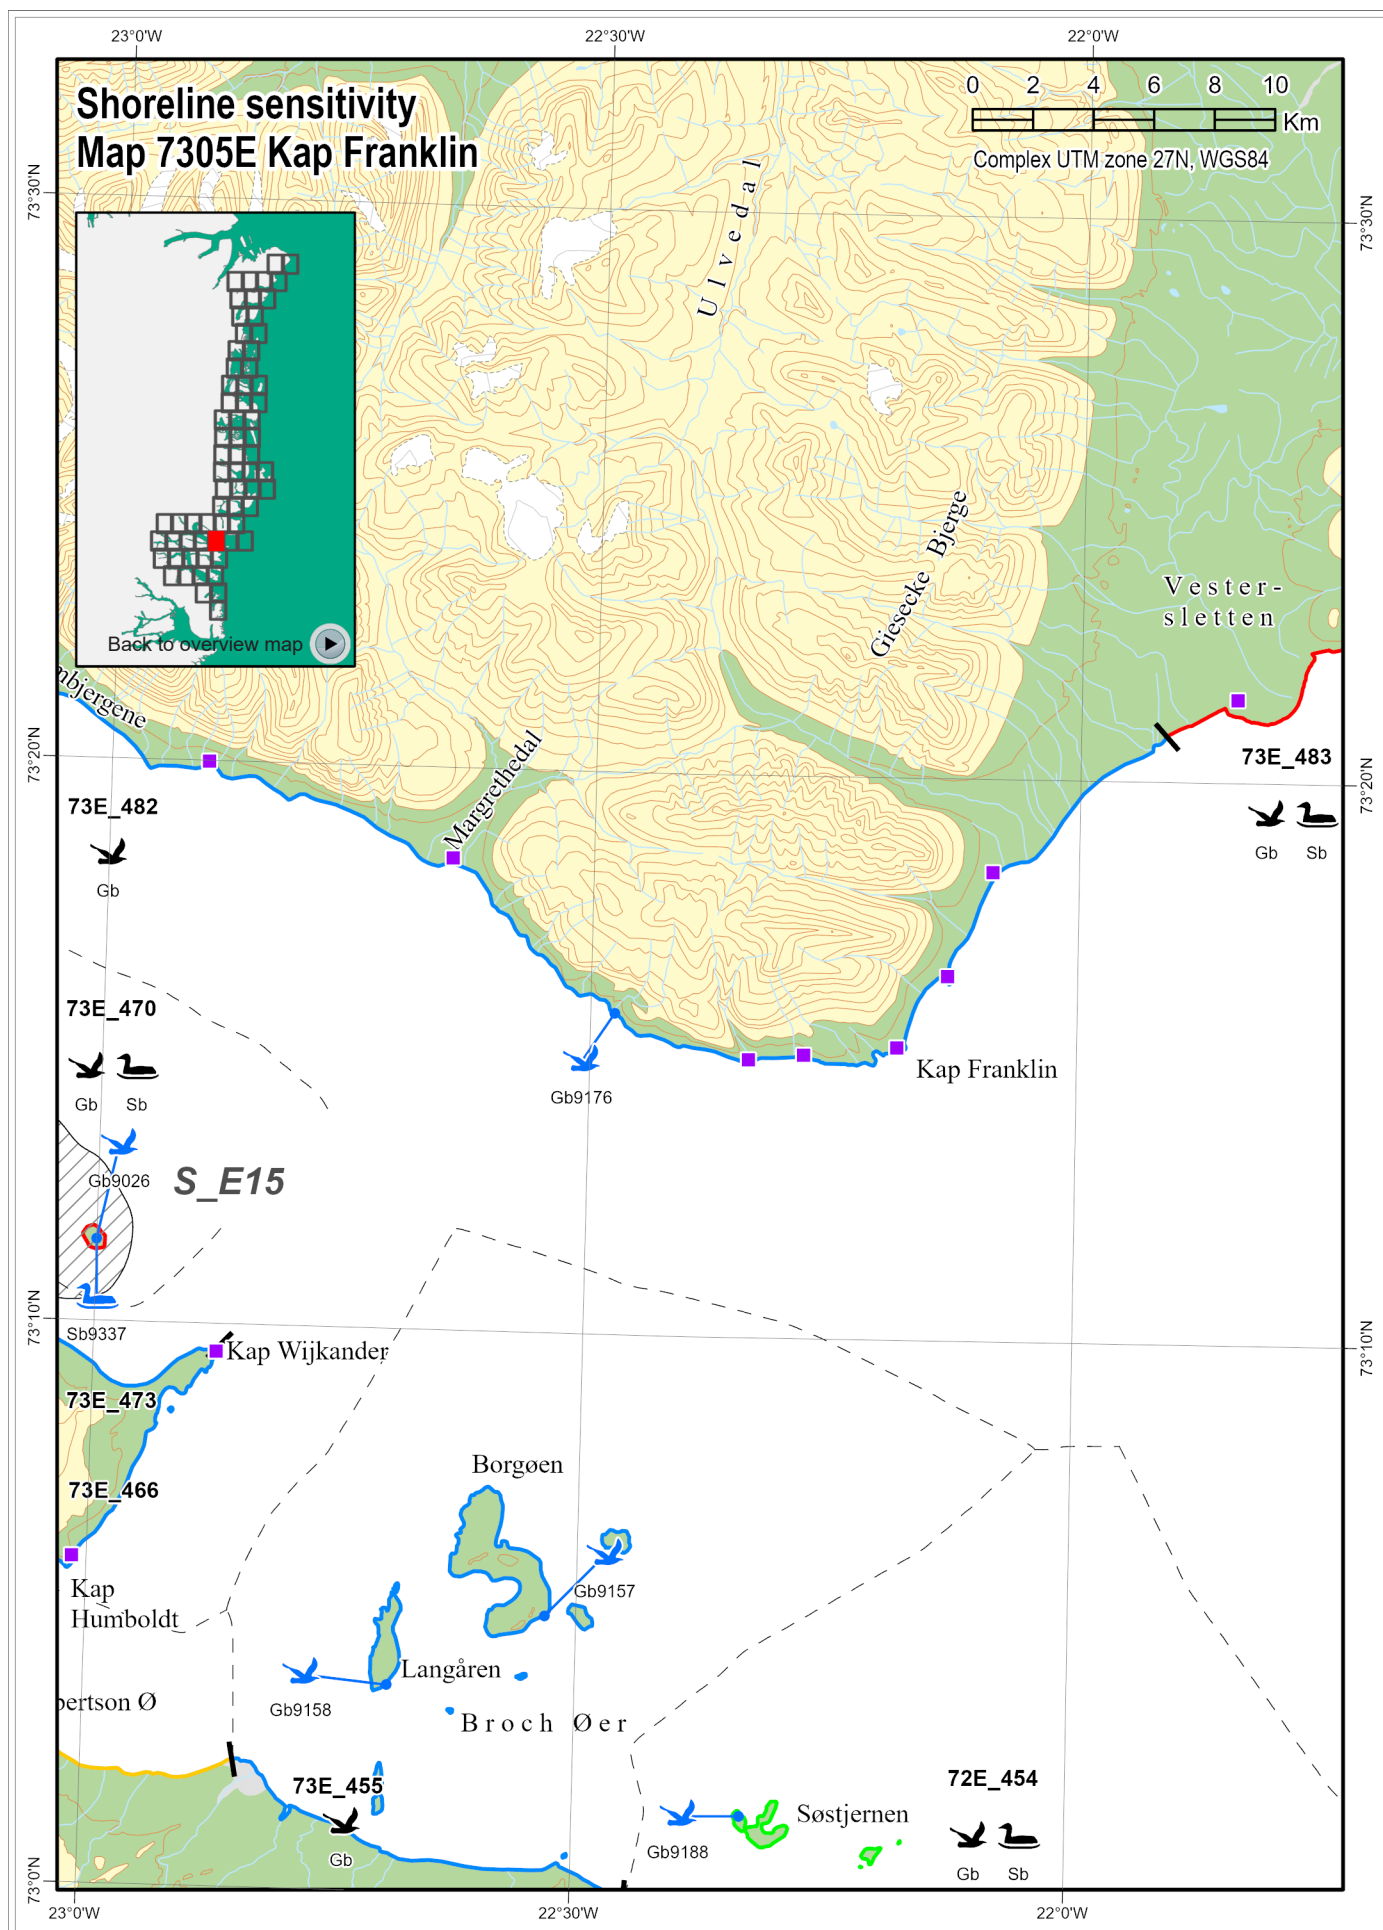 23°0'W
22°30'W
22°0'W
Shoreline sensitivity
Map 7305E Kap Franklin
0 2 4 6 8 10
Km
Complex UTM zone 27N, WGS84
73°30'N
73°30'N
Ulvedal
Giesecke Bjerge
Vester-
sletten
Back to overview map
mbjergene
73°20'N
73°20'N
Margrethedal
73E_482
Gb
73E_483
Gb Sb
73E_470
Gb Sb
Gb9176
Kap Franklin
Gb9026
S_E15
Sb9337
73°10'N
73°10'N
Kap Wijkander
73E_473
73E_466
Borgøen
Gb9157
Kap
Humboldt
Langåren
Gb9158
bertson Ø
Broch Øer
73E_455
Gb
72E_454
Søstjernen
Gb9188
Gb Sb
73°0'N
23°0'W
22°30'W
22°0'W